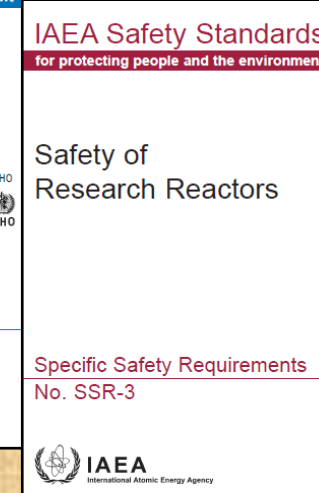 IAEA Safety Standards
for protecting people and the environmen
Safety of
Research Reactors
HO
HO
Specific Safety Requirements
No. SSR-3
IAEA
International Atomic Energy Agency